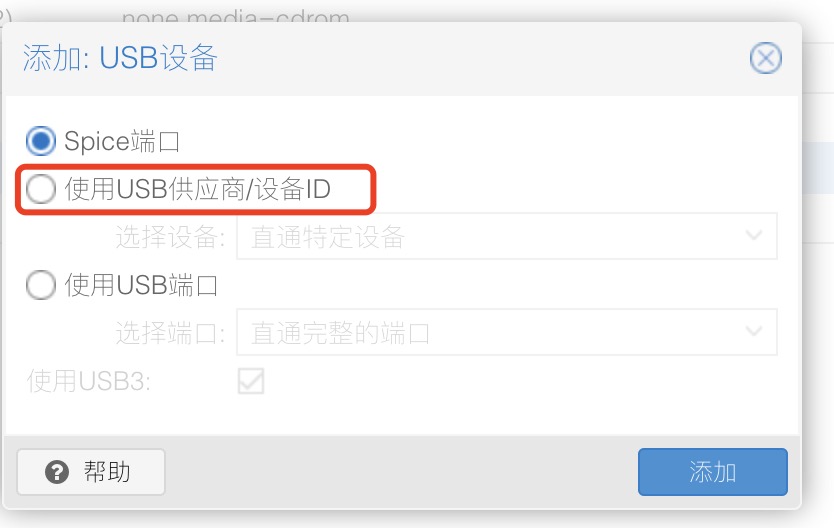 none,media=cdrom
添加: USB设备
Spice端口
使用USB供应商/设备ID
选择设备: 直通特定设备
使用USB端口
选择端口: 直通完整的端口
使用USB3:
帮助
添加